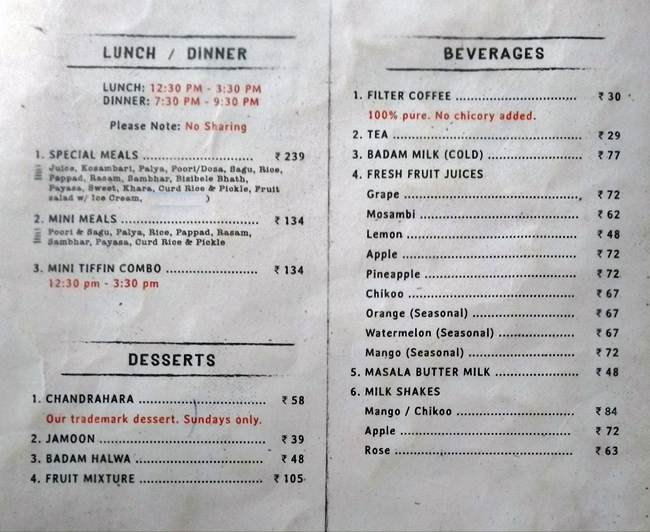 LUNCH / DINNER
LUNCH: 12:30 PM - 3:30 PM
DINNER: 7:30 PM - 9:30 PM
Please Note: No Sharing
1. SPECIAL MEALS ........................ ₹ 239
Juice, Kosambari, Palya, Poori/Dosa, Sagu, Rice,
Pappad, Rasam, Sambhar, Bisibele Bhath,
Payasa, Sweet, Khara, Curd Rice & Pickle, Fruit
salad w/ Ice Cream, )
2. MINI MEALS ........................ ₹ 134
Poori & Sagu, Palya, Rice, Pappad, Rasam,
Sambhar, Payasa, Curd Rice & Pickle
3. MINI TIFFIN COMBO ........................ ₹ 134
12:30 pm - 3:30 pm
DESSERTS
1. CHANDRAHARA ........................ ₹ 58
Our trademark dessert. Sundays only.
2. JAMOON ........................ ₹ 39
3. BADAM HALWA ........................ ₹ 48
4. FRUIT MIXTURE ........................ ₹ 105
BEVERAGES
1. FILTER COFFEE ........................ ₹ 30
100% pure. No chicory added.
2. TEA ........................ ₹ 29
3. BADAM MILK (COLD) ........................ ₹ 77
4. FRESH FRUIT JUICES
Grape ........................ ₹ 72
Mosambi ........................ ₹ 62
Lemon ........................ ₹ 48
Apple ........................ ₹ 72
Pineapple ........................ ₹ 72
Chikoo ........................ ₹ 67
Orange (Seasonal) ........................ ₹ 67
Watermelon (Seasonal) ........................ ₹ 67
Mango (Seasonal) ........................ ₹ 72
5. MASALA BUTTER MILK ........................ ₹ 48
6. MILK SHAKES
Mango / Chikoo ........................ ₹ 84
Apple ........................ ₹ 72
Rose ........................ ₹ 63